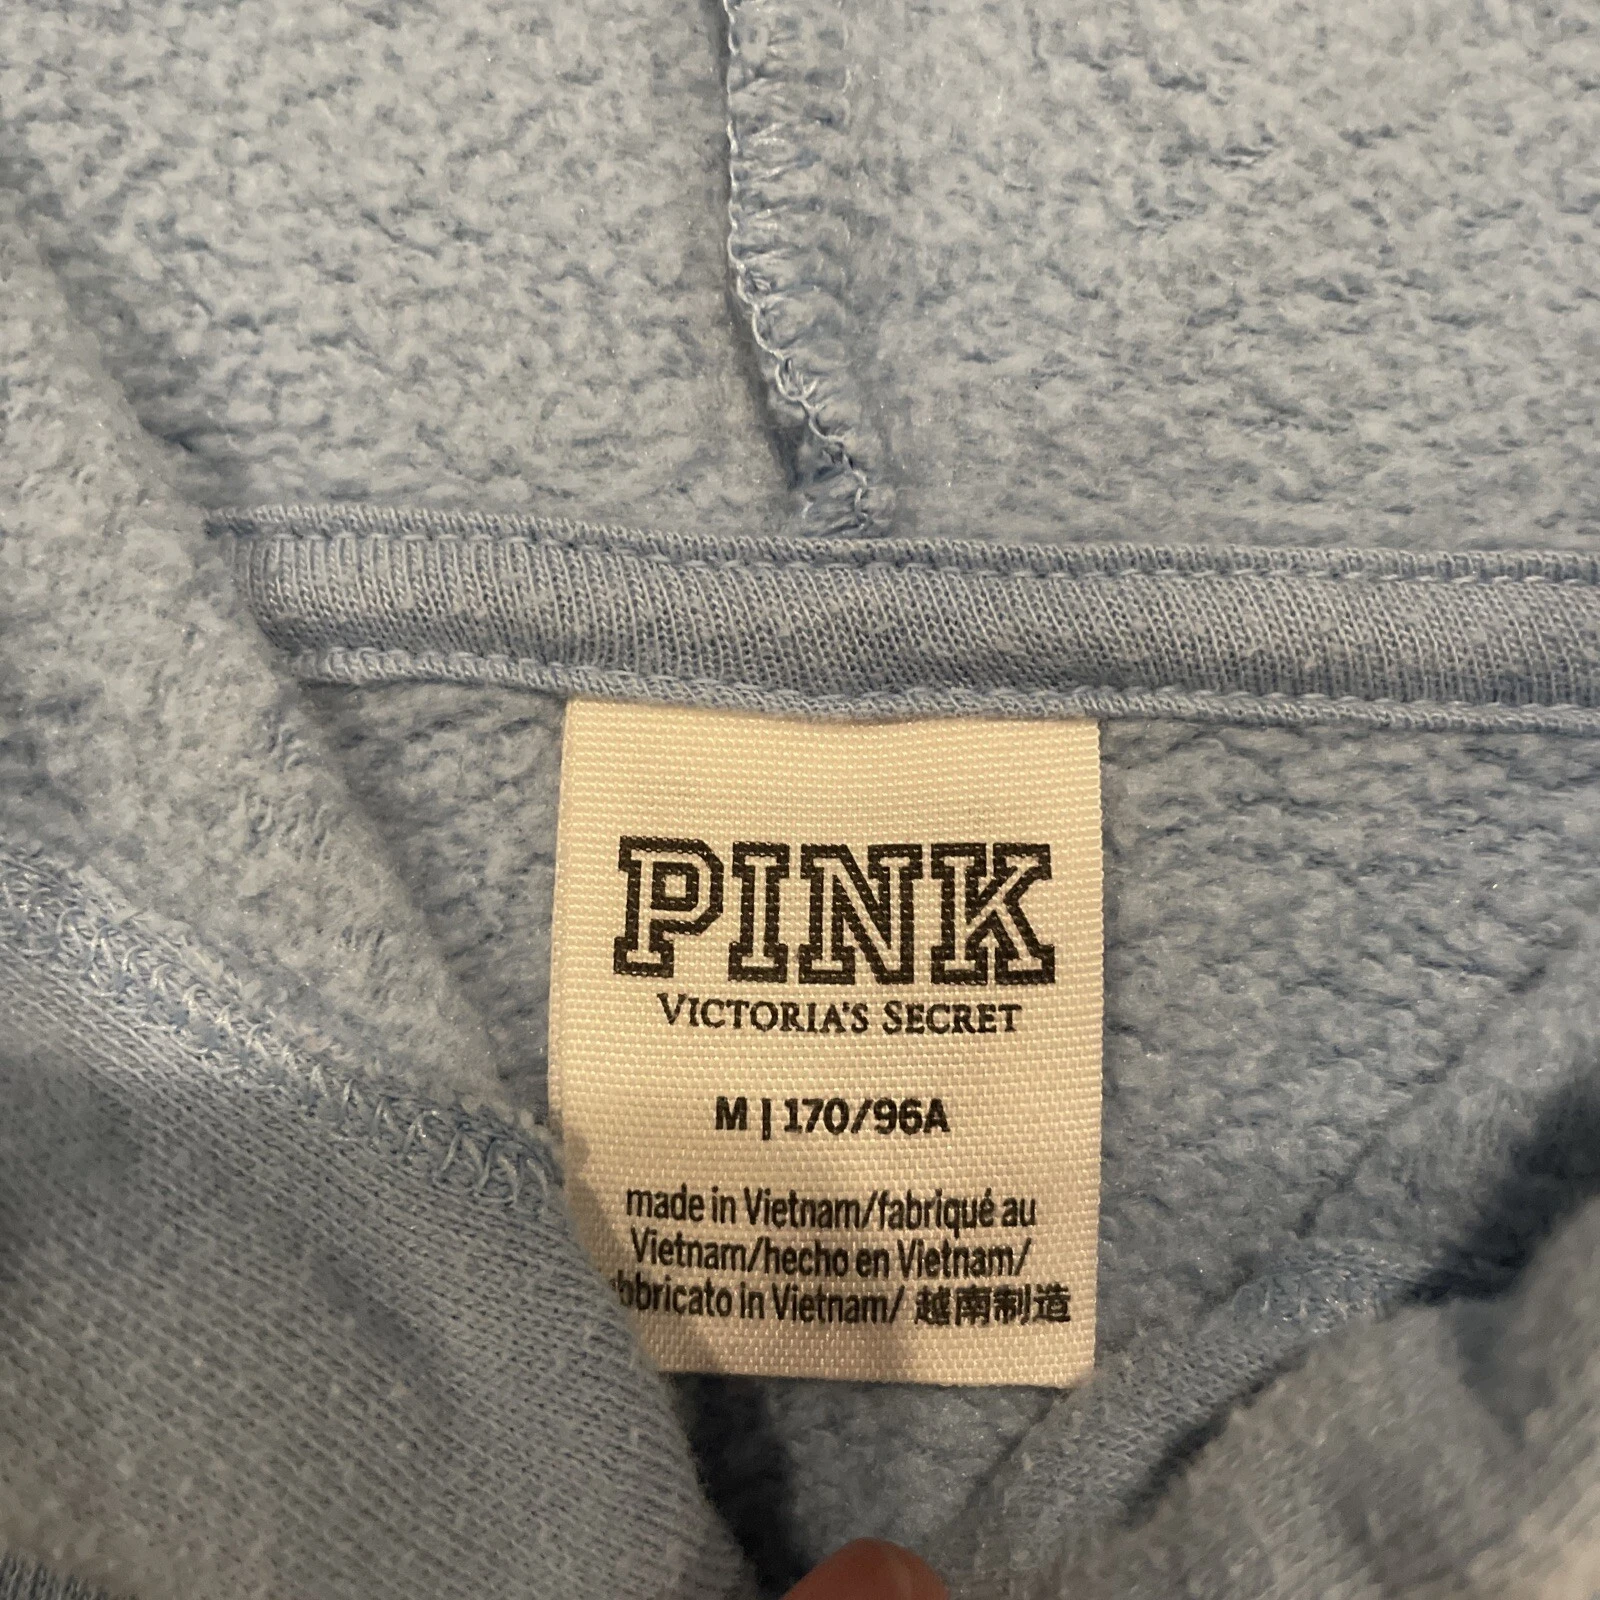 PINK
VICTORIA'S SECRET
M | 170/96A
made in Vietnam/fabriqué au
Vietnam/hecho en Vietnam/
in Vietnam/ 越南制造